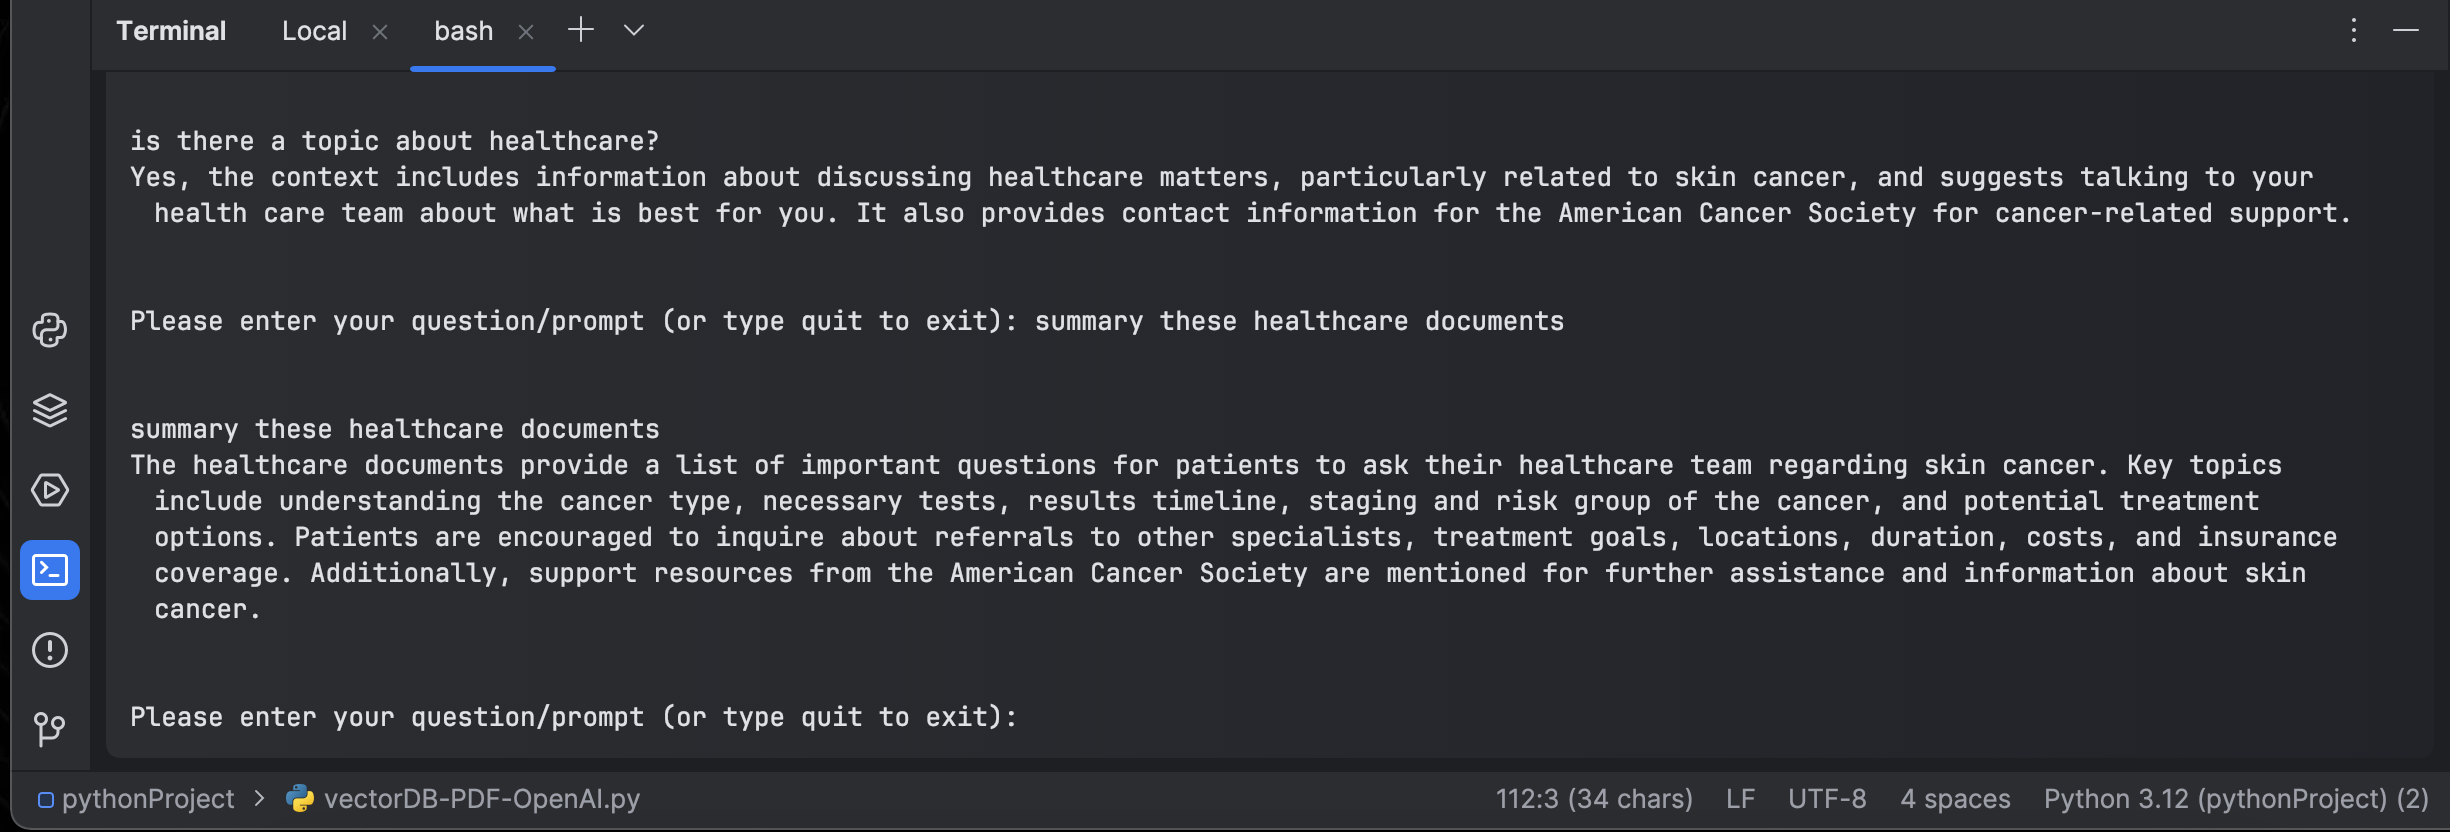 Terminal Local bash
is there a topic about healthcare?
Yes, the context includes information about discussing healthcare matters, particularly related to skin cancer, and suggests talking to your
health care team about what is best for you. It also provides contact information for the American Cancer Society for cancer-related support.
Please enter your question/prompt (or type quit to exit): summary these healthcare documents
summary these healthcare documents
The healthcare documents provide a list of important questions for patients to ask their healthcare team regarding skin cancer. Key topics
include understanding the cancer type, necessary tests, results timeline, staging and risk group of the cancer, and potential treatment
options. Patients are encouraged to inquire about referrals to other specialists, treatment goals, locations, duration, costs, and insurance
coverage. Additionally, support resources from the American Cancer Society are mentioned for further assistance and information about skin
cancer.
Please enter your question/prompt (or type quit to exit):
pythonProject > vectorDB-PDF-OpenAI.py 112:3 (34 chars) LF UTF-8 4 spaces Python 3.12 (pythonProject) (2)